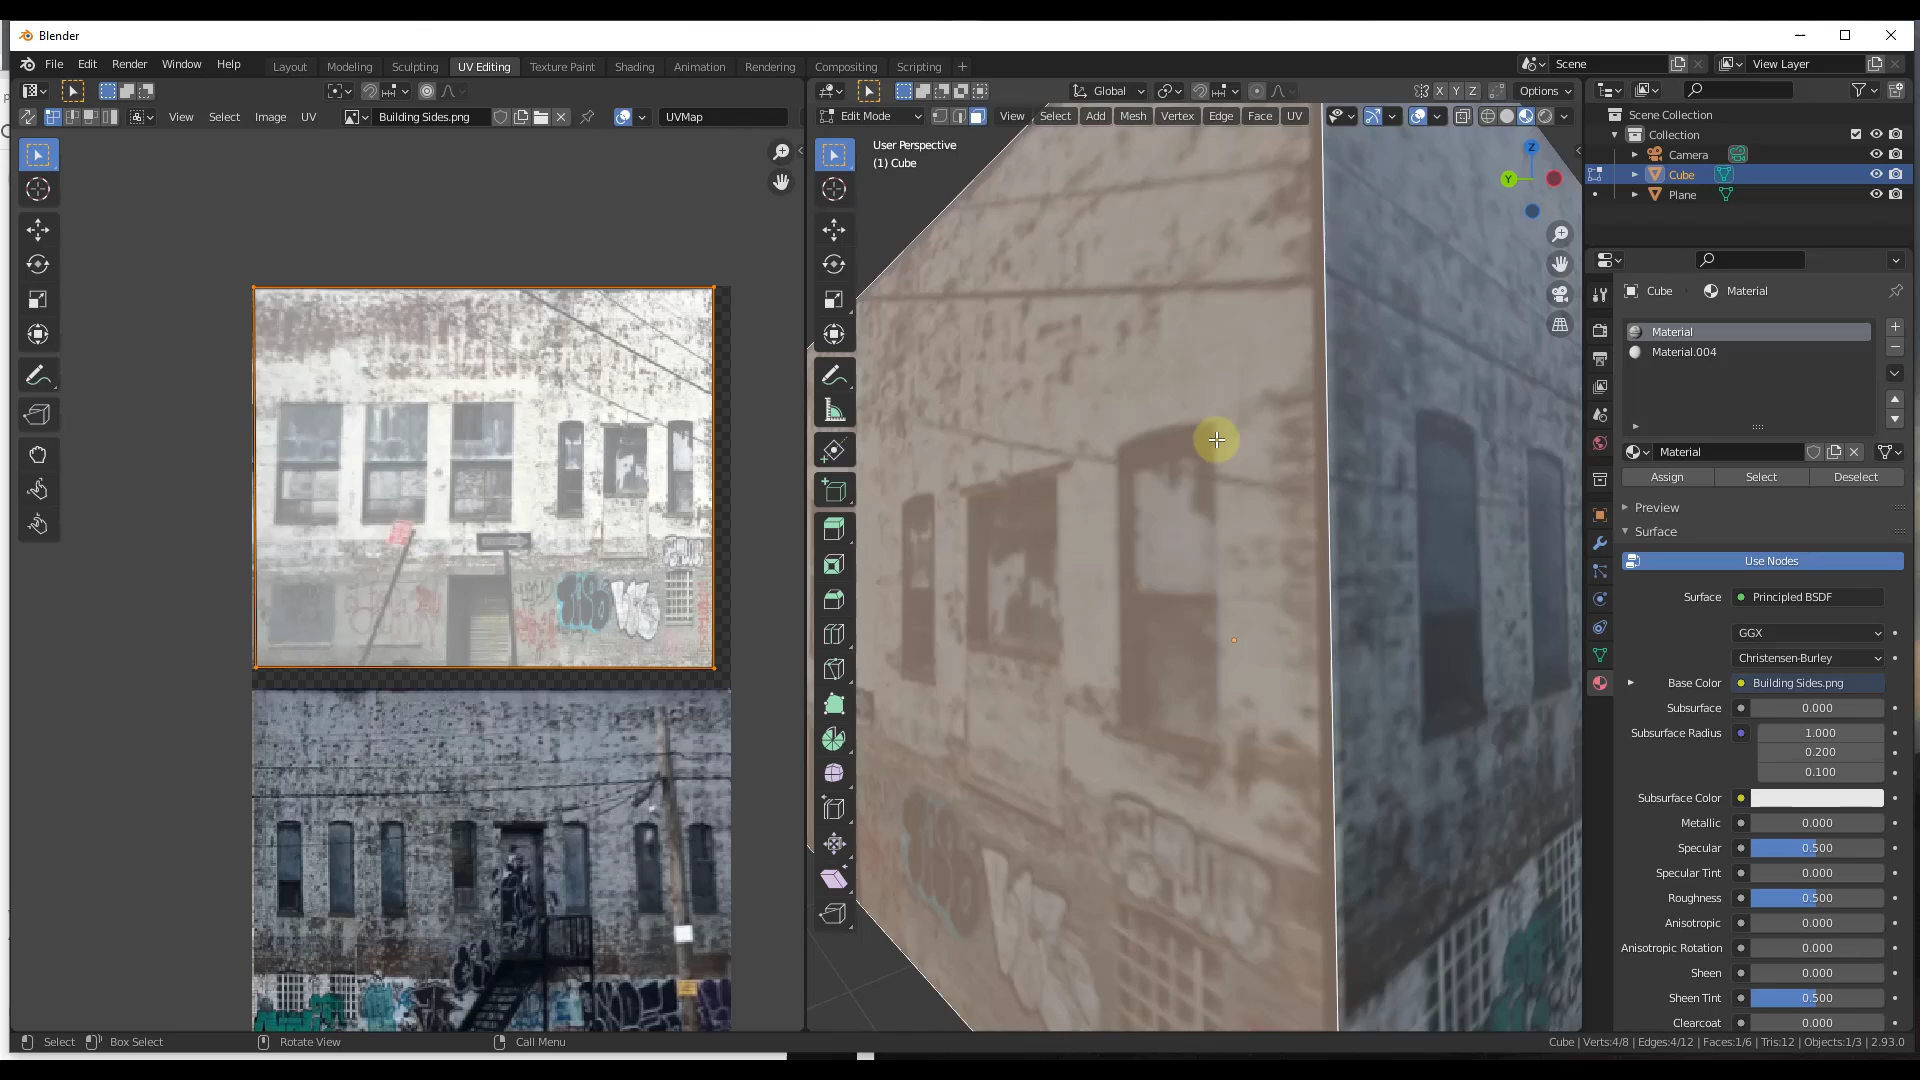 Blender
File Edit Render Window Help Layout Modeling Sculpting UV Editing Texture Paint Shading Animation Rendering Compositing Scripting + Scene View Layer
Global X Y Z Options
View Select Image UV Building Sides.png UVMap Edit Mode View Select Add Mesh Vertex Edge Face UV
User Perspective
(1) Cube
Z
Y
Scene Collection
Collection
Camera
Cube
Plane
Cube Material
Material
Material.004
Material
Assign Select Deselect
Preview
Surface
Use Nodes
Surface Principled BSDF
GGX
Christensen-Burley
Base Color Building Sides.png
Subsurface 0.000
Subsurface Radius 1.000
0.200
0.100
Subsurface Color
Metallic 0.000
Specular 0.500
Specular Tint 0.000
Roughness 0.500
Anisotropic 0.000
Anisotropic Rotation 0.000
Sheen 0.000
Sheen Tint 0.500
Clearcoat 0.000
Select Box Select Rotate View Call Menu Cube | Verts:4/8 | Edges:4/12 | Faces:1/6 | Tris:12 | Objects:1/3 | 2.93.0